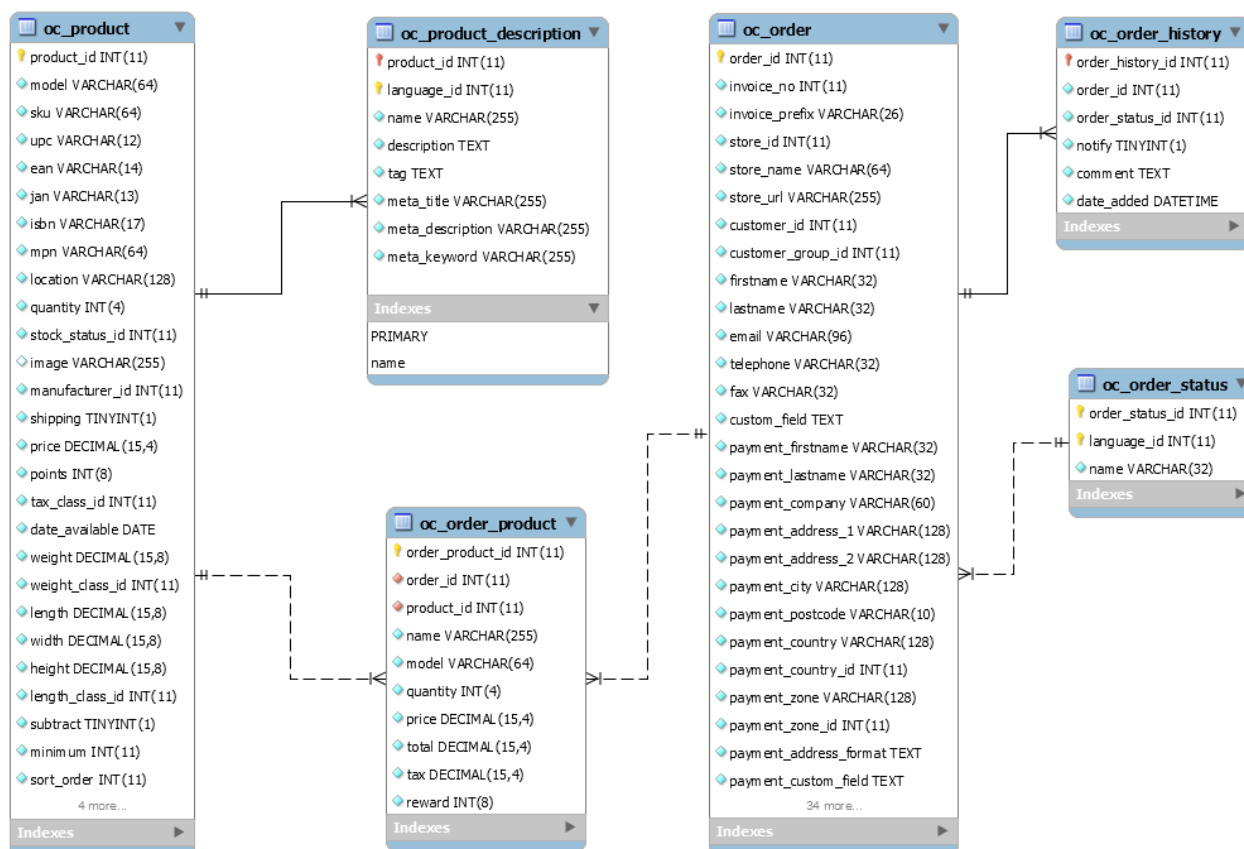 oc_product
product_id INT(11)
model VARCHAR(64)
sku VARCHAR(64)
upc VARCHAR(12)
ean VARCHAR(14)
jan VARCHAR(13)
isbn VARCHAR(17)
mpn VARCHAR(64)
location VARCHAR(128)
quantity INT(4)
stock_status_id INT(11)
image VARCHAR(255)
manufacturer_id INT(11)
shipping TINYINT(1)
price DECIMAL(15,4)
points INT(8)
tax_class_id INT(11)
date_available DATE
weight DECIMAL(15,8)
weight_class_id INT(11)
length DECIMAL(15,8)
width DECIMAL(15,8)
height DECIMAL(15,8)
length_class_id INT(11)
subtract TINYINT(1)
minimum INT(11)
sort_order INT(11)
4 more...
Indexes
oc_product_description
product_id INT(11)
language_id INT(11)
name VARCHAR(255)
description TEXT
tag TEXT
meta_title VARCHAR(255)
meta_description VARCHAR(255)
meta_keyword VARCHAR(255)
Indexes
PRIMARY
name
oc_order_product
order_product_id INT(11)
order_id INT(11)
product_id INT(11)
name VARCHAR(255)
model VARCHAR(64)
quantity INT(4)
price DECIMAL(15,4)
total DECIMAL(15,4)
tax DECIMAL(15,4)
reward INT(8)
Indexes
oc_order
order_id INT(11)
invoice_no INT(11)
invoice_prefix VARCHAR(26)
store_id INT(11)
store_name VARCHAR(64)
store_url VARCHAR(255)
customer_id INT(11)
customer_group_id INT(11)
firstname VARCHAR(32)
lastname VARCHAR(32)
email VARCHAR(96)
telephone VARCHAR(32)
fax VARCHAR(32)
custom_field TEXT
payment_firstname VARCHAR(32)
payment_lastname VARCHAR(32)
payment_company VARCHAR(60)
payment_address_1 VARCHAR(128)
payment_address_2 VARCHAR(128)
payment_city VARCHAR(128)
payment_postcode VARCHAR(10)
payment_country VARCHAR(128)
payment_country_id INT(11)
payment_zone VARCHAR(128)
payment_zone_id INT(11)
payment_address_format TEXT
payment_custom_field TEXT
34 more...
Indexes
oc_order_history
order_history_id INT(11)
order_id INT(11)
order_status_id INT(11)
notify TINYINT(1)
comment TEXT
date_added DATETIME
Indexes
oc_order_status
order_status_id INT(11)
language_id INT(11)
name VARCHAR(32)
Indexes